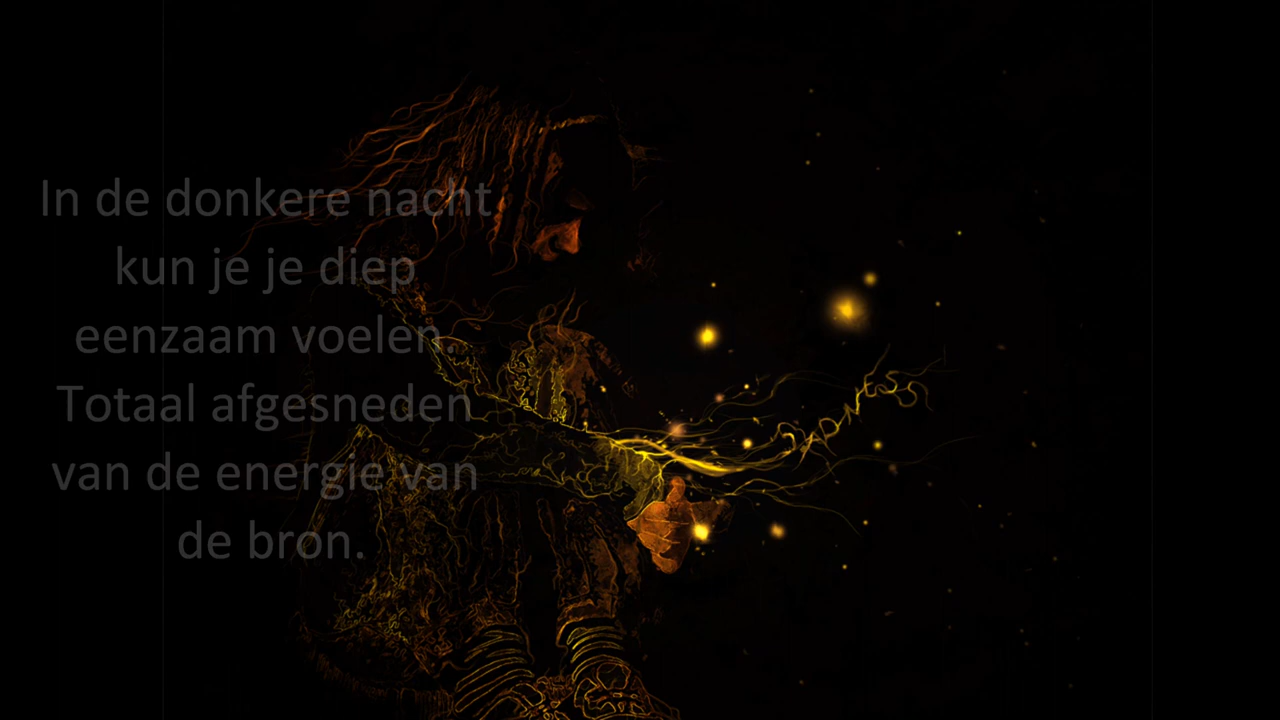 In de donkere nacht
kun je je diep
eenzaam voelen.
Totaal afgesneden
van de energie van
de bron.